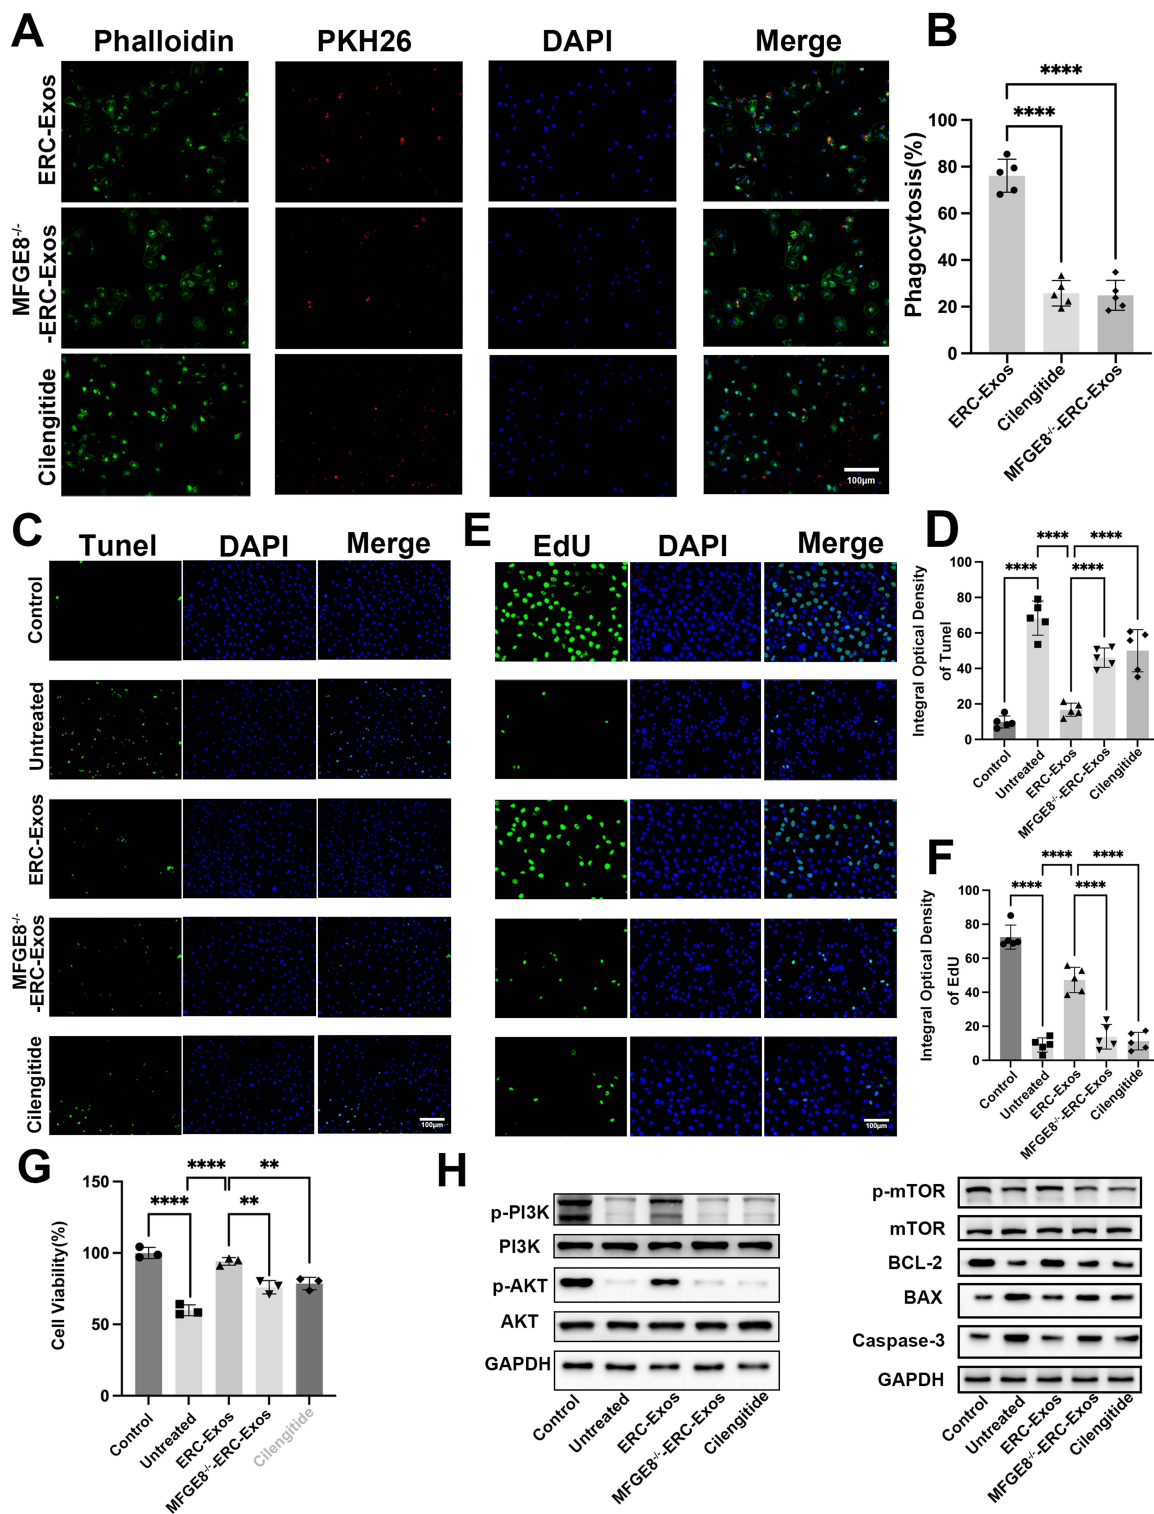 A
Phalloidin
PKH26
DAPI
Merge
ERC-Exos
MFGE8-/-
-ERC-Exos
Cilengitide
100μm
B
****
****
Phagocytosis(%)
100
80
60
40
20
0
ERC-Exos
Cilengitide
MFGE8-/--ERC-Exos
C
Tunel
DAPI
Merge
Control
Untreated
ERC-Exos
MFGE8-/-
-ERC-Exos
Cilengitide
100μm
E
EdU
DAPI
Merge
100μm
D
****
****
****
****
Integral Optical Density
of Tunel
100
80
60
40
20
0
Control
Untreated
ERC-Exos
MFGE8-/--ERC-Exos
Cilengitide
F
****
****
****
****
Integral Optical Density
of EdU
100
80
60
40
20
0
Control
Untreated
ERC-Exos
MFGE8-/--ERC-Exos
Cilengitide
G
****
**
****
**
Cell Viability(%)
150
100
50
0
Control
Untreated
ERC-Exos
MFGE8-/--ERC-Exos
Cilengitide
H
p-PI3K
PI3K
p-AKT
AKT
GAPDH
Control
Untreated
ERC-Exos
MFGE8-/--ERC-Exos
Cilengitide
p-mTOR
mTOR
BCL-2
BAX
Caspase-3
GAPDH
Control
Untreated
ERC-Exos
MFGE8-/--ERC-Exos
Cilengitide